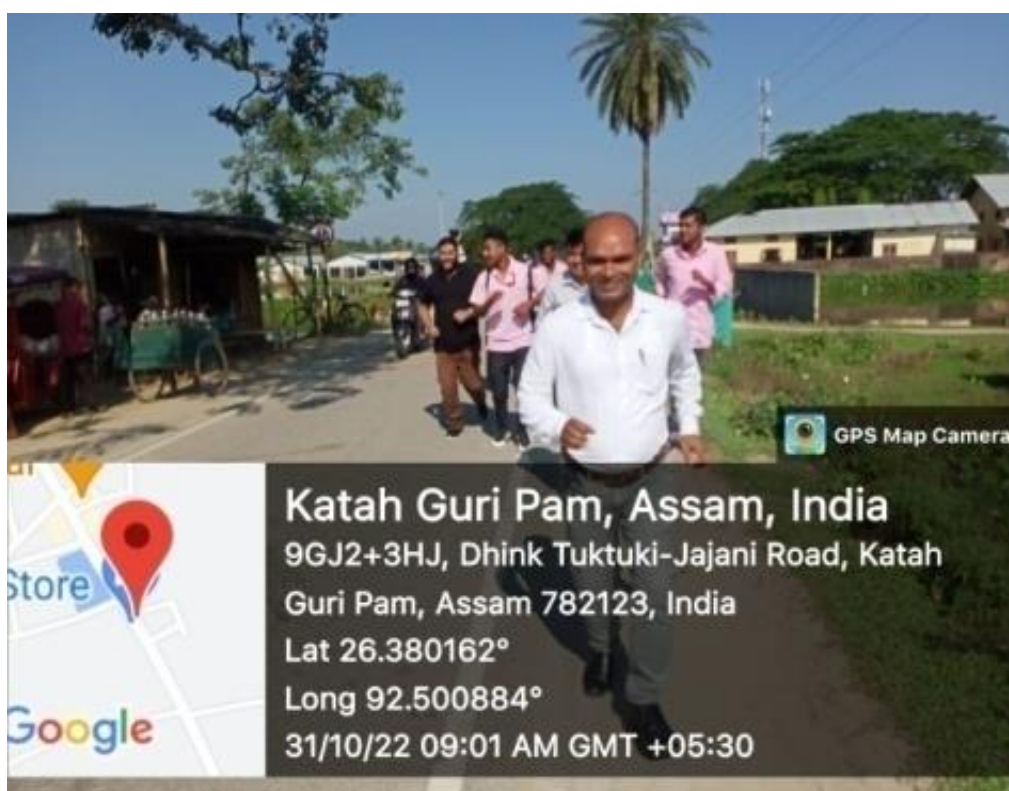 GPS Map Camera
Store
Google
Katah Guri Pam, Assam, India
9GJ2+3HJ, Dhink Tuktuki-Jajani Road, Katah
Guri Pam, Assam 782123, India
Lat 26.380162°
Long 92.500884°
31/10/22 09:01 AM GMT +05:30